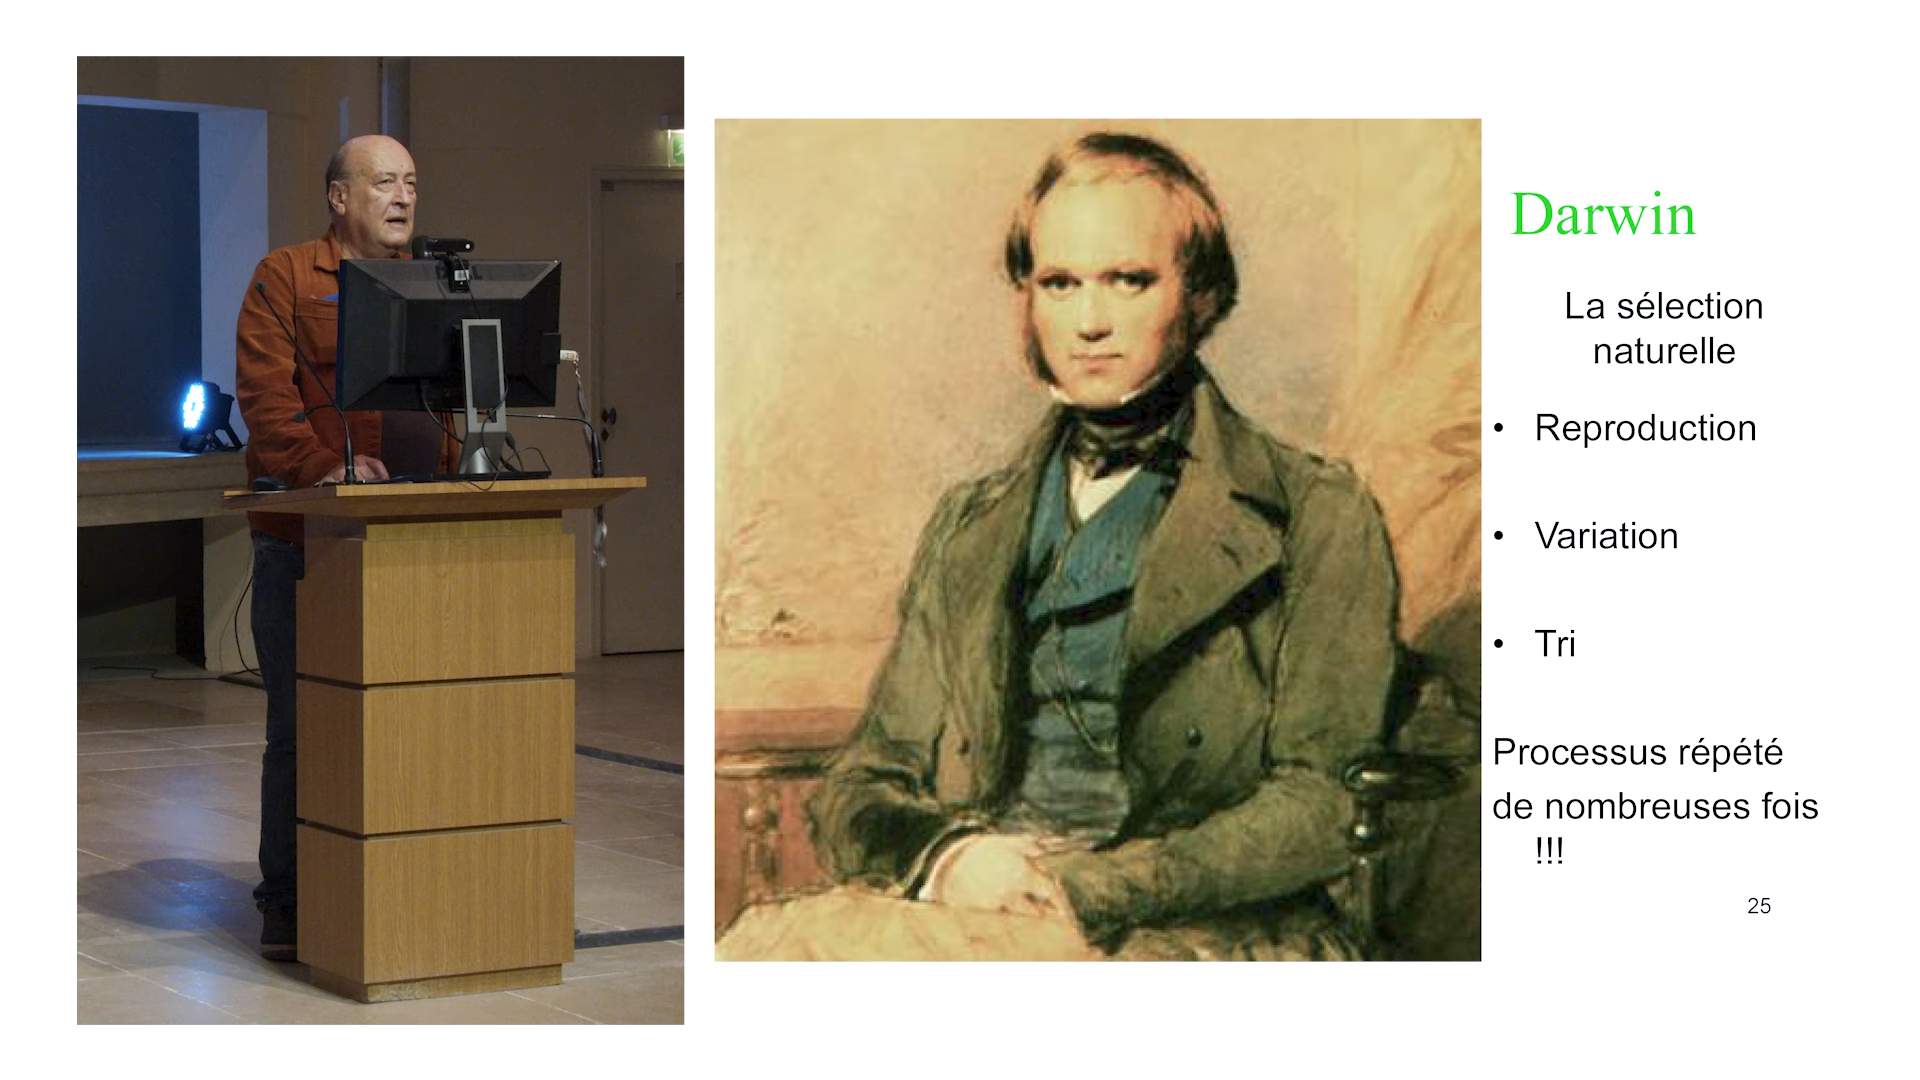 Darwin
La sélection
naturelle
• Reproduction
• Variation
• Tri
Processus répété
de nombreuses fois
!!!
25